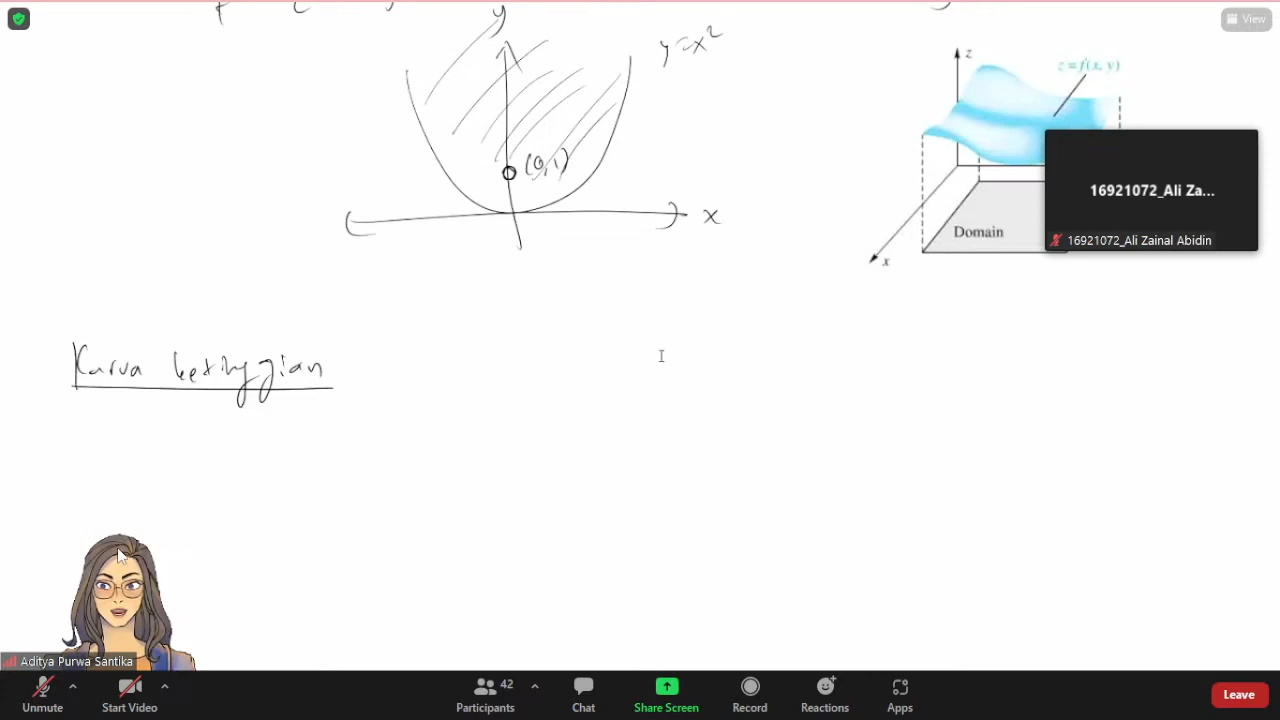 View
y
y=x²
(0,1)
x
z
z = f(x, y)
Domain
x
16921072_Ali Za...
16921072_Ali Zainal Abidin
Kurva ketinggian
Aditya Purwa Santika
Unmute
Start Video
42
Participants
Chat
Share Screen
Record
Reactions
Apps
Leave